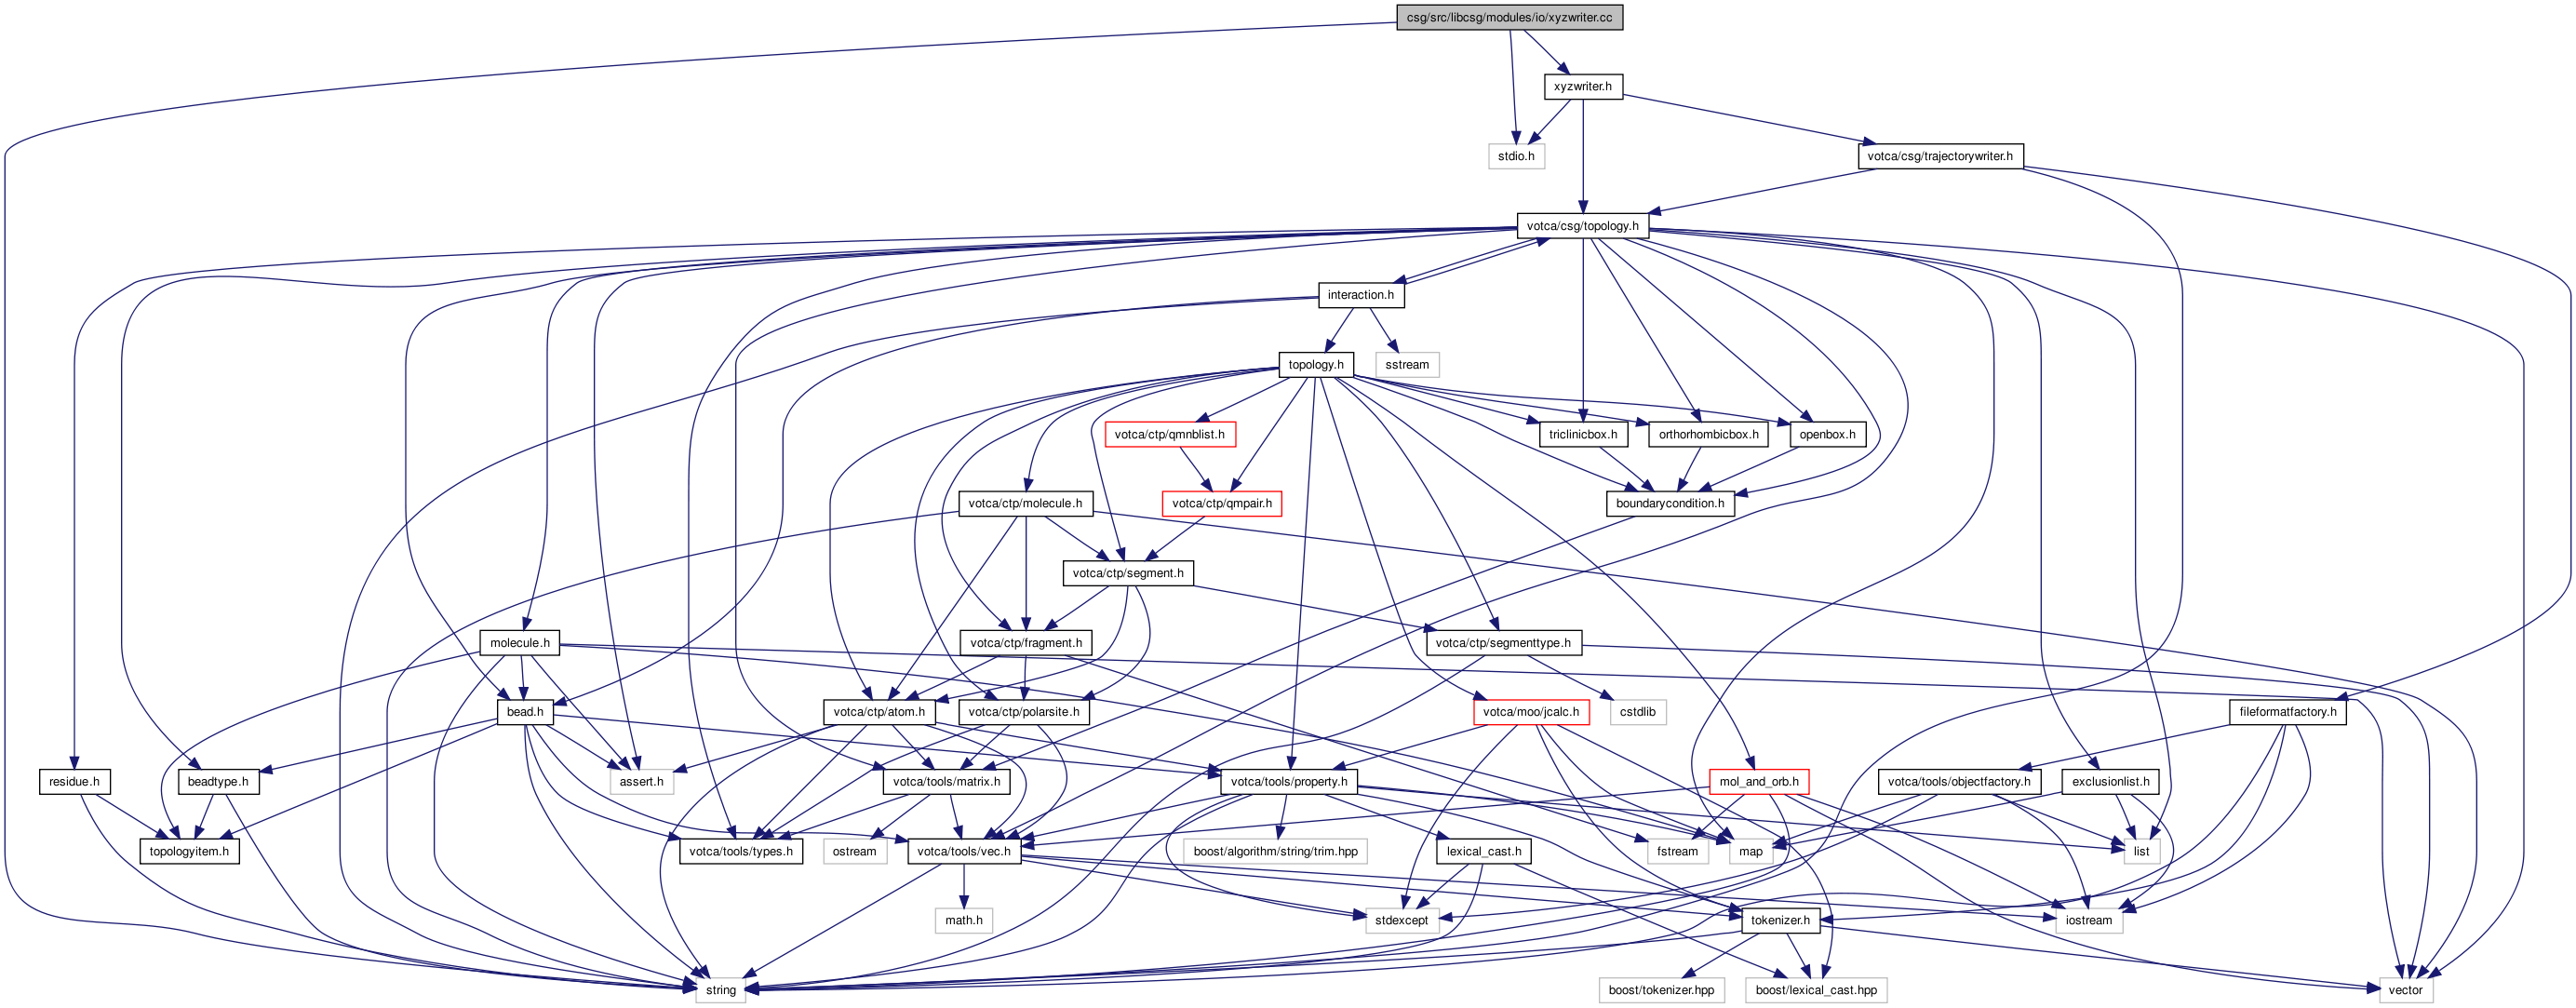 csg/src/libcsg/modules/io/xyzwriter.cc
xyzwriter.h
stdio.h
votca/csg/trajectorywriter.h
votca/csg/topology.h
interaction.h
topology.h
sstream
votca/ctp/qmnblist.h
triclinicbox.h
orthorhombicbox.h
openbox.h
votca/ctp/molecule.h
votca/ctp/qmpair.h
boundarycondition.h
votca/ctp/segment.h
molecule.h
votca/ctp/fragment.h
votca/ctp/segmenttype.h
bead.h
votca/ctp/atom.h
votca/ctp/polarsite.h
votca/moo/jcalc.h
cstdlib
fileformatfactory.h
residue.h
beadtype.h
assert.h
votca/tools/matrix.h
votca/tools/property.h
mol_and_orb.h
votca/tools/objectfactory.h
exclusionlist.h
topologyitem.h
votca/tools/types.h
ostream
votca/tools/vec.h
boost/algorithm/string/trim.hpp
lexical_cast.h
fstream
map
list
math.h
stdexcept
tokenizer.h
iostream
string
boost/tokenizer.hpp
boost/lexical_cast.hpp
vector